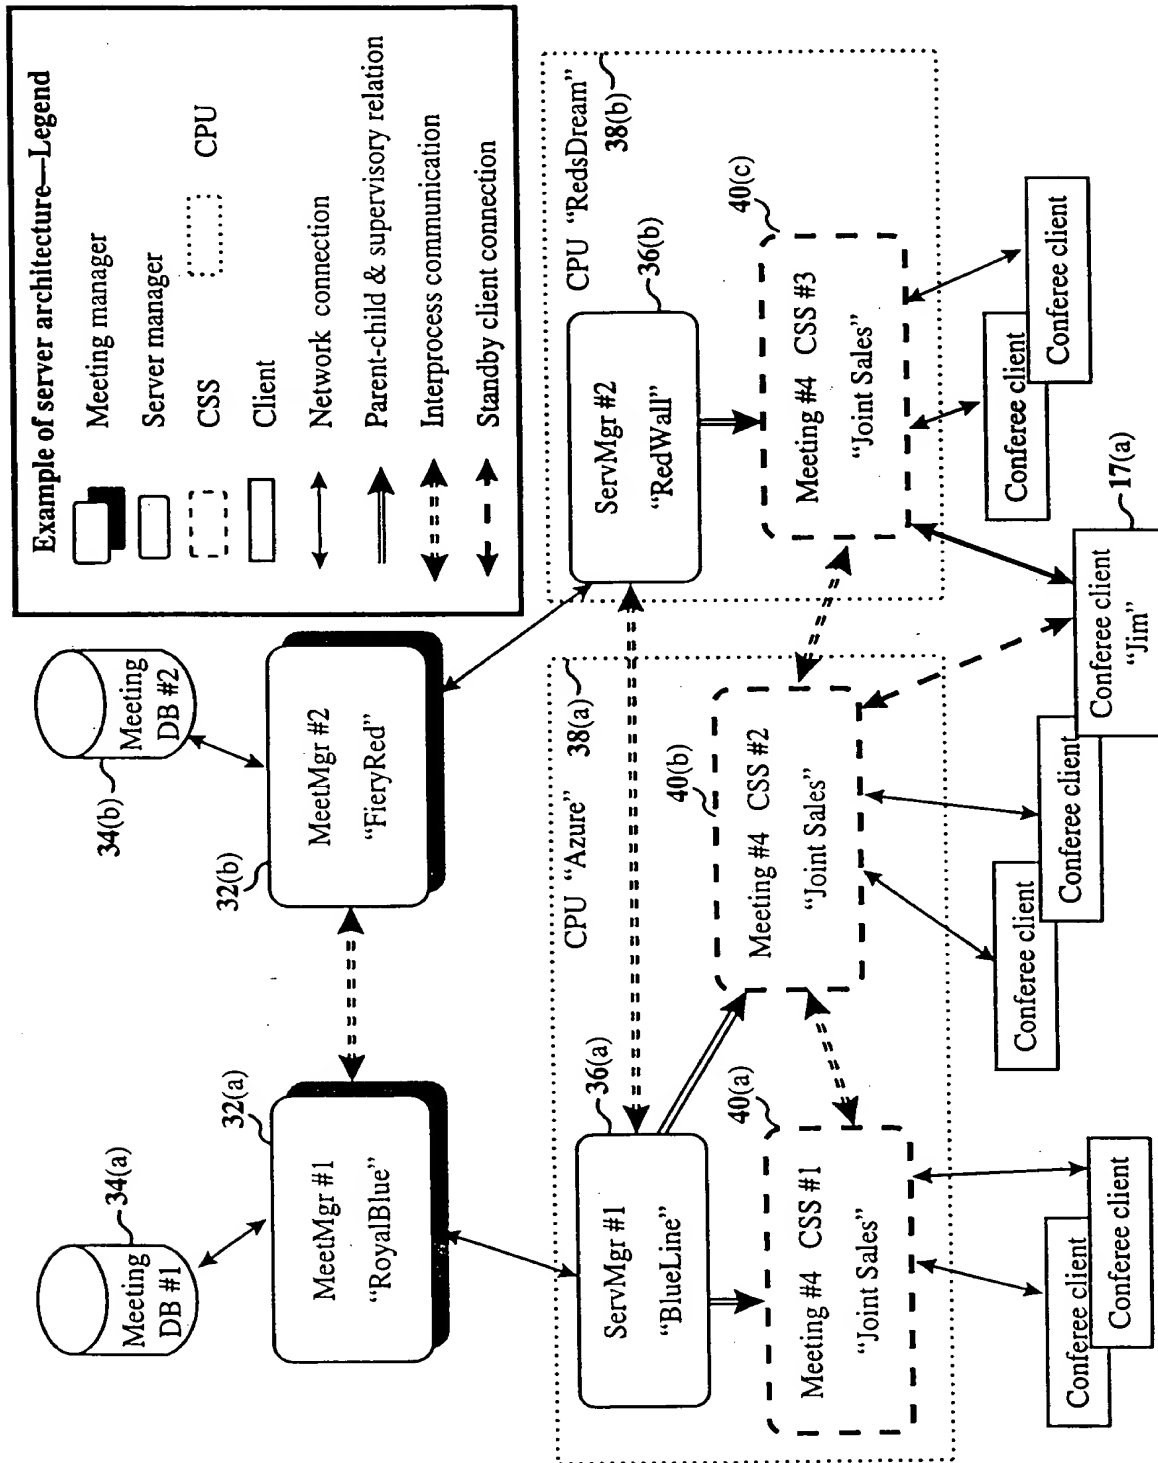 Example of server architecture—Legend
Meeting manager
Server manager
CSS
CPU
Client
Network connection
Parent-child & supervisory relation
Interprocess communication
Standby client connection
34(a)
Meeting
DB #1
34(b)
Meeting
DB #2
32(a)
MeetMgr #1
“RoyalBlue”
32(b)
MeetMgr #2
“FieryRed”
CPU “Azure”
38(a)
36(a)
ServMgr #1
“BlueLine”
40(a)
Meeting #4 CSS #1
“Joint Sales”
40(b)
Meeting #4 CSS #2
“Joint Sales”
CPU “RedsDream”
38(b)
36(b)
ServMgr #2
“RedWall”
40(c)
Meeting #4 CSS #3
“Joint Sales”
Conferee client
Conferee client
Conferee client
Conferee client
Conferee client
“Jim”
17(a)
Conferee client
Conferee client